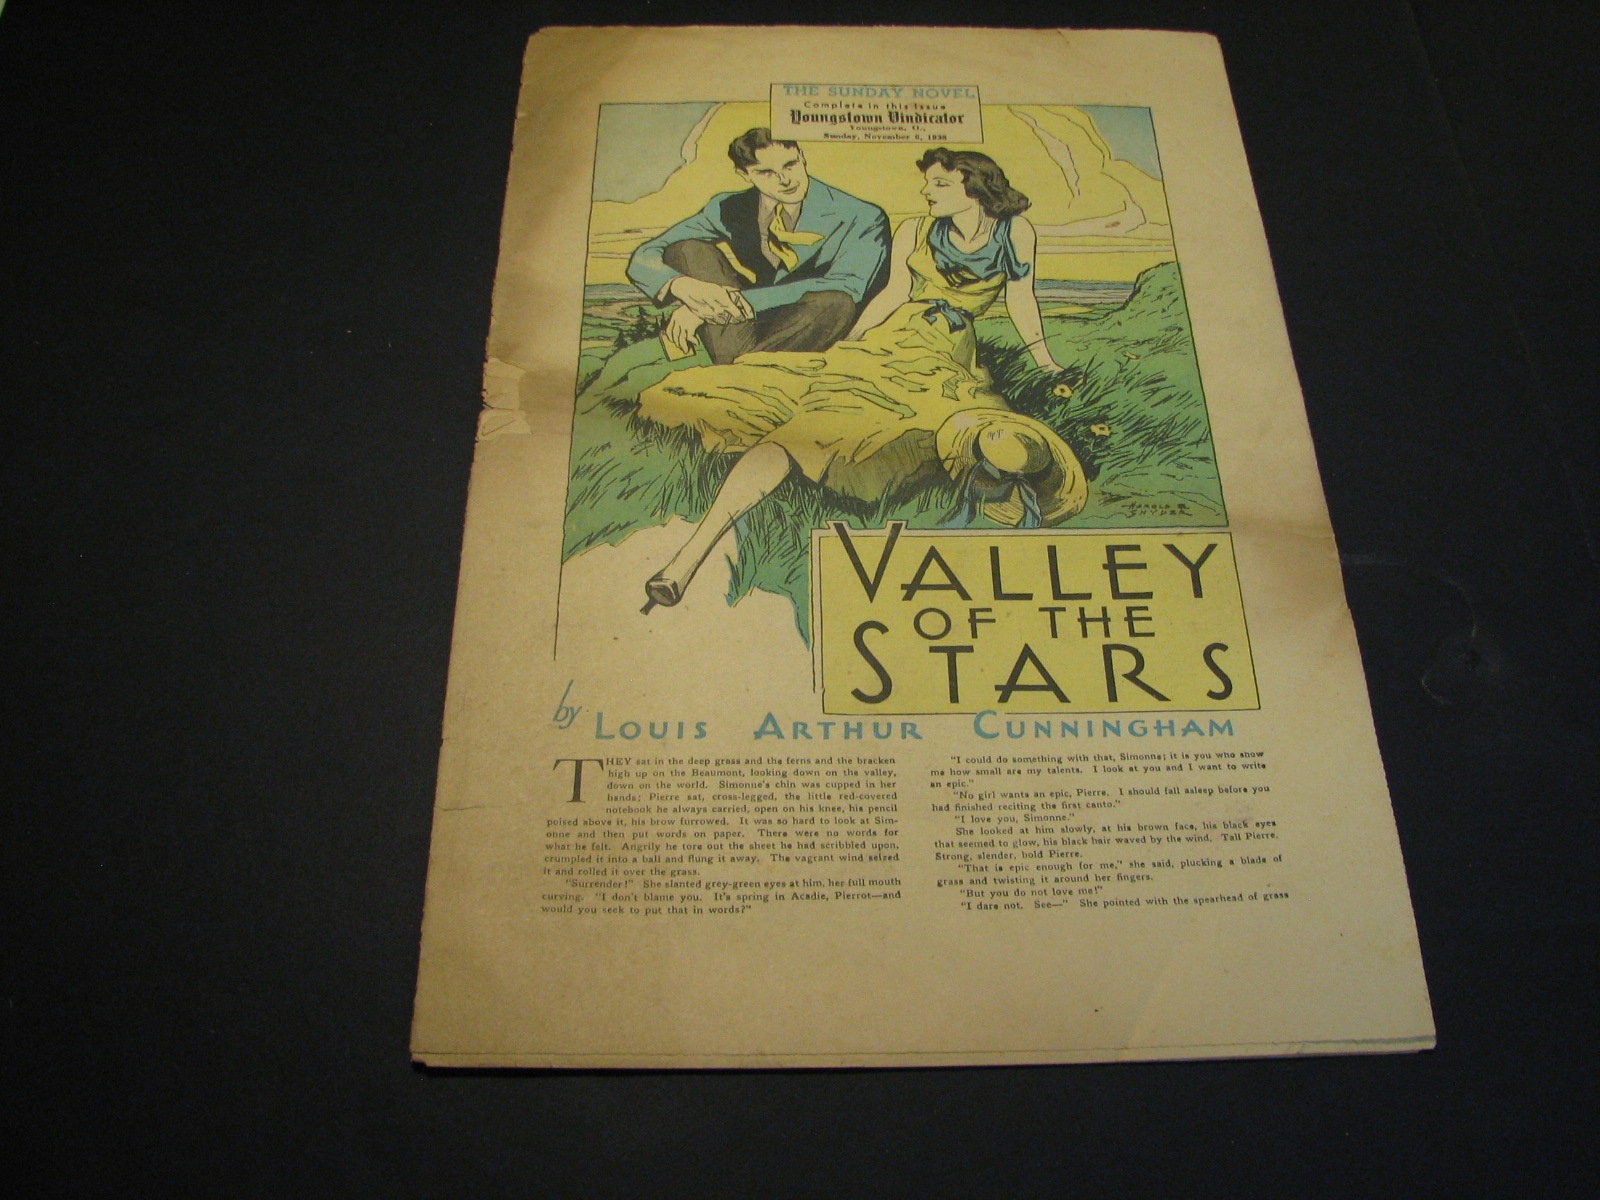 THE SUNDAY NOVEL
Complete in this Issue
Youngstown Vindicator
Youngstown, O.,
Sunday, November 6, 1938
HAROLD E.
SNYDER
VALLEY
OF THE
STARS
by LOUIS ARTHUR CUNNINGHAM
THEY sat in the deep grass and the ferns and the bracken
high up on the Beaumont, looking down on the valley,
down on the world. Simonne's chin was cupped in her
hands; Pierre sat, cross-legged, the little red-covered
notebook he always carried, open on his knee, his pencil
poised above it, his brow furrowed. It was so hard to look at Sim-
onne and then put words on paper. There were no words for
what he felt. Angrily he tore out the sheet he had scribbled upon,
crumpled it into a ball and flung it away. The vagrant wind seized
it and rolled it over the grass.
"Surrender!" She slanted grey-green eyes at him, her full mouth
curving. "I don't blame you. It's spring in Acadie, Pierrot—and
would you seek to put that in words?"
"I could do something with that, Simonne; it is you who show
me how small are my talents. I look at you and I want to write
an epic."
"No girl wants an epic, Pierre. I should fall asleep before you
had finished reciting the first canto."
"I love you, Simonne."
She looked at him slowly, at his brown face, his black eyes
that seemed to glow, his black hair waved by the wind. Tall Pierre.
Strong, slender, bold Pierre.
"That is epic enough for me," she said, plucking a blade of
grass and twisting it around her fingers.
"But you do not love me!"
"I dare not. See—" She pointed with the spearhead of grass